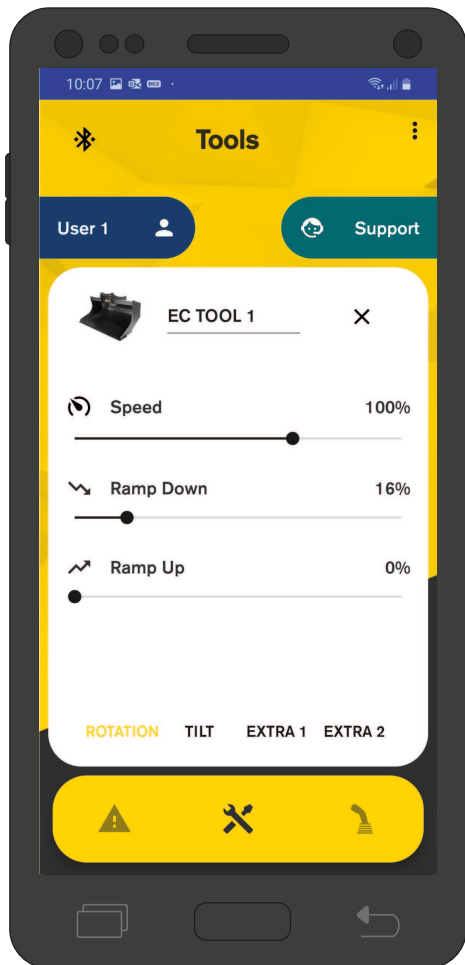 10:07
Tools
User 1
Support
EC TOOL 1
Speed 100%
Ramp Down 16%
Ramp Up 0%
ROTATION TILT EXTRA 1 EXTRA 2